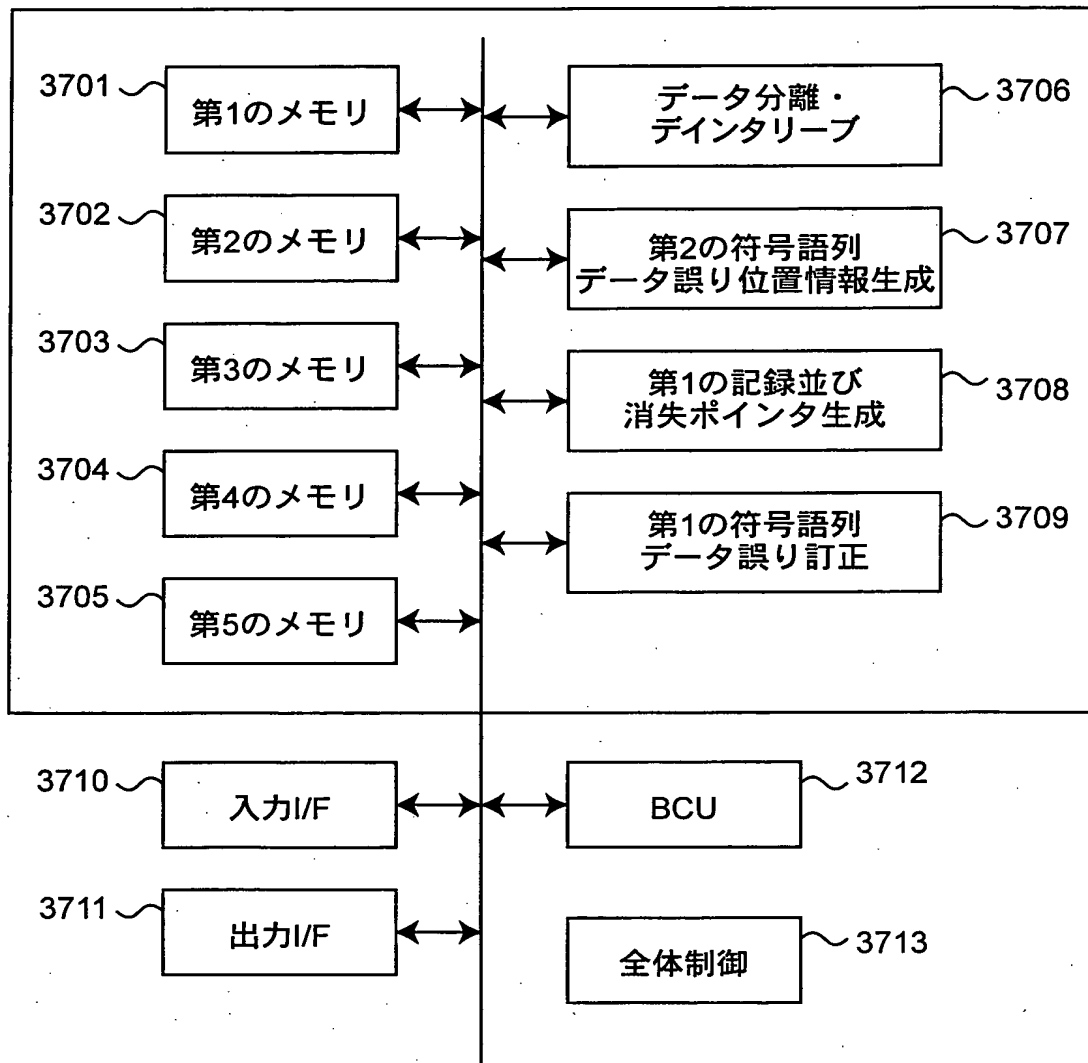 3701
第1のメモリ
3702
第2のメモリ
3703
第3のメモリ
3704
第4のメモリ
3705
第5のメモリ
データ分離・
デインタリーブ
3706
第2の符号語列
データ誤り位置情報生成
3707
第1の記録並び
消失ポインタ生成
3708
第1の符号語列
データ誤り訂正
3709
3710
入力I/F
3711
出力I/F
BCU
3712
全体制御
3713